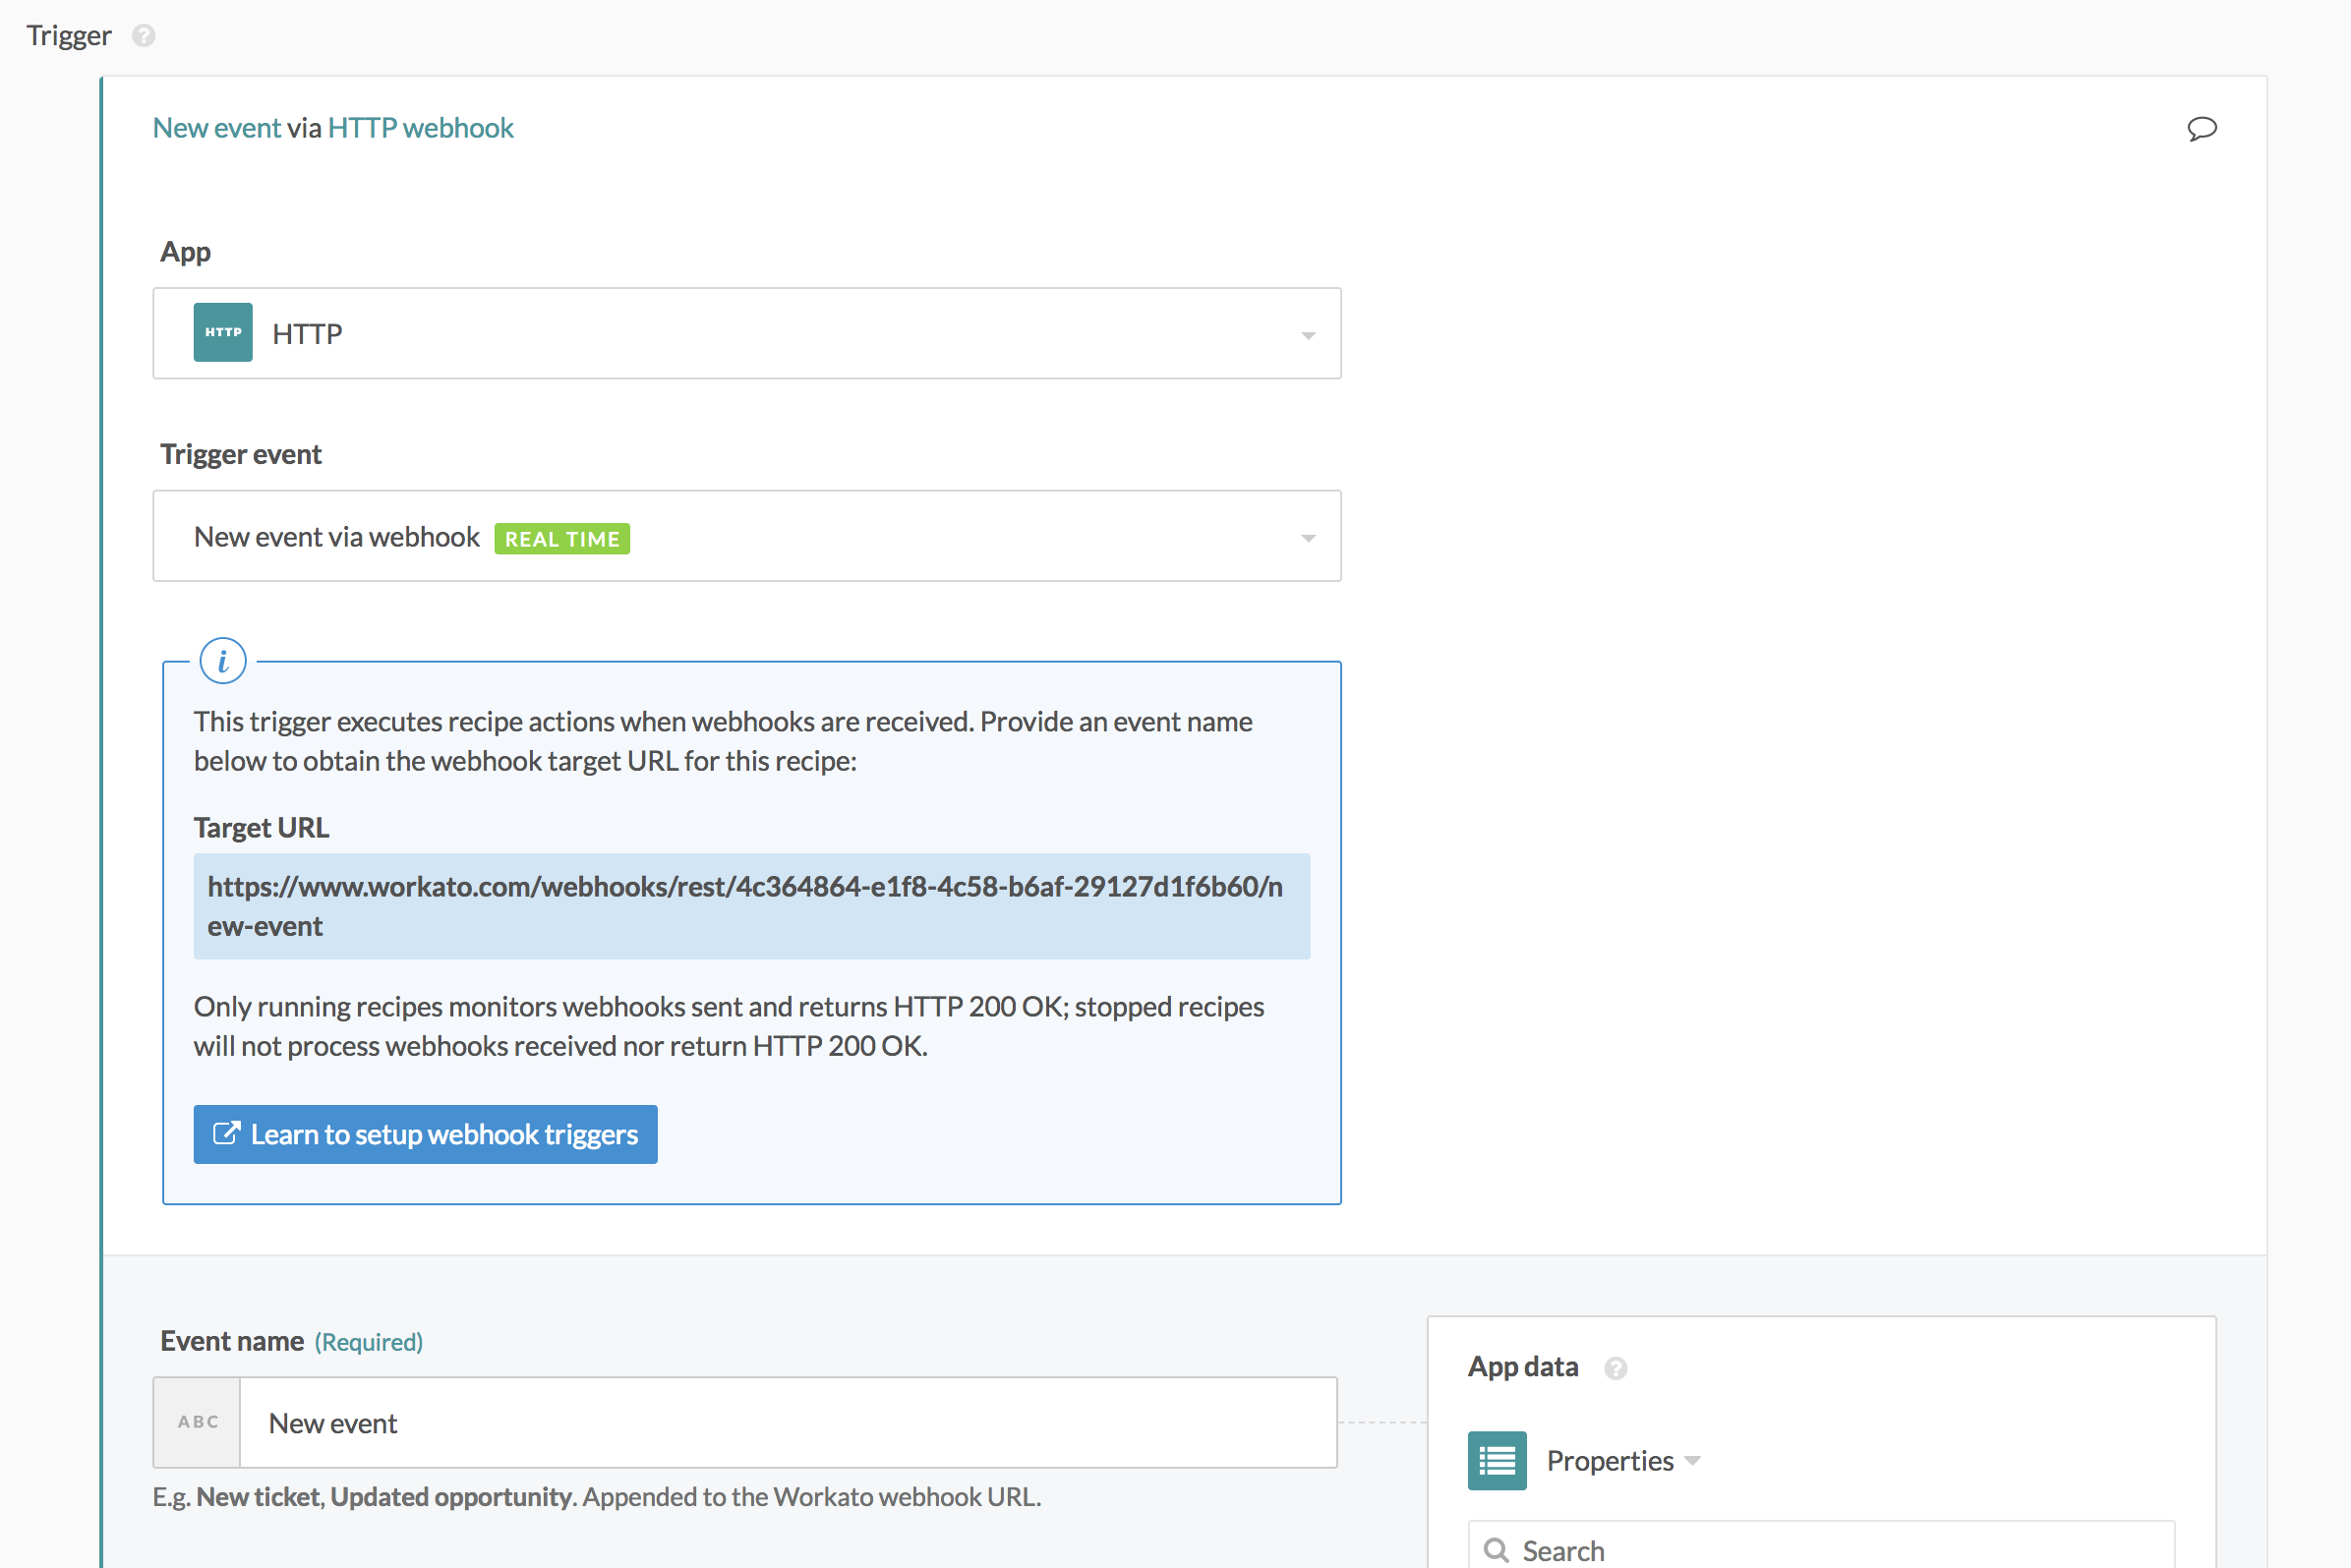 Trigger ?
New event via HTTP webhook
App
HTTP HTTP
Trigger event
New event via webhook REAL TIME
i
This trigger executes recipe actions when webhooks are received. Provide an event name
below to obtain the webhook target URL for this recipe:
Target URL
https://www.workato.com/webhooks/rest/4c364864-e1f8-4c58-b6af-29127d1f6b60/n
ew-event
Only running recipes monitors webhooks sent and returns HTTP 200 OK; stopped recipes
will not process webhooks received nor return HTTP 200 OK.
Learn to setup webhook triggers
Event name (Required)
ABC New event
E.g. New ticket, Updated opportunity. Appended to the Workato webhook URL.
App data ?
Properties
Search